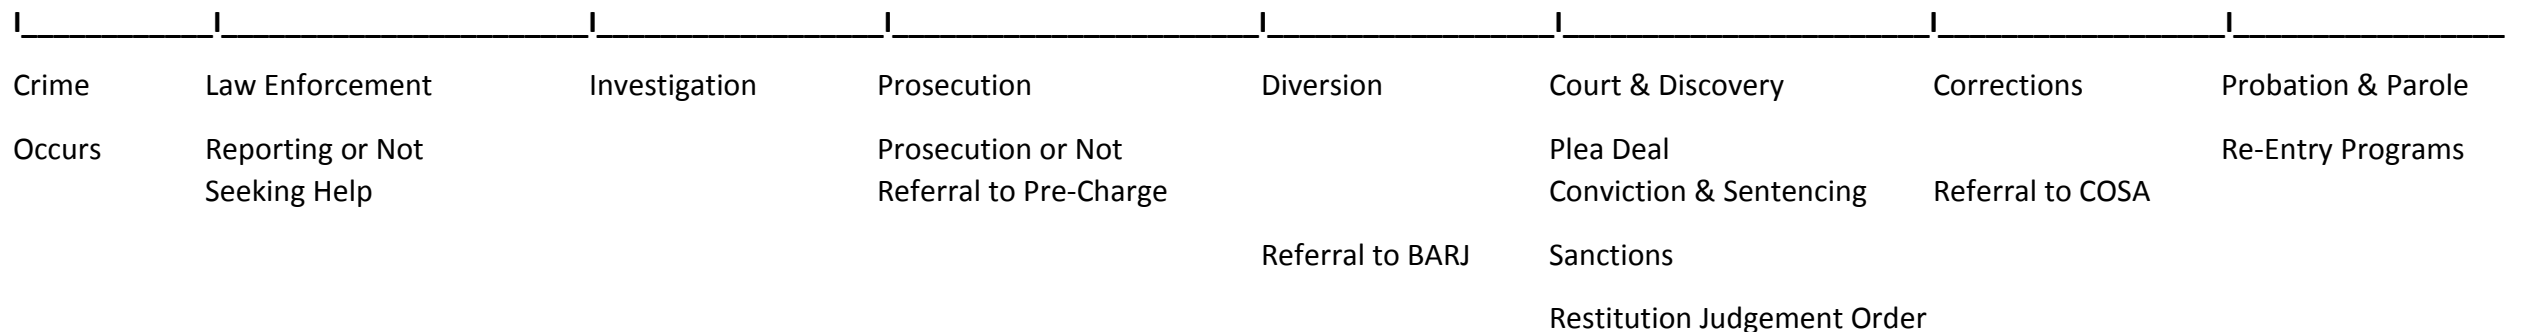 Crime Law Enforcement Investigation Prosecution Diversion Court & Discovery Corrections Probation & Parole
Occurs Reporting or Not Prosecution or Not Plea Deal Re-Entry Programs
Seeking Help Referral to Pre-Charge Conviction & Sentencing Referral to COSA
Referral to BARJ Sanctions
Restitution Judgement Order